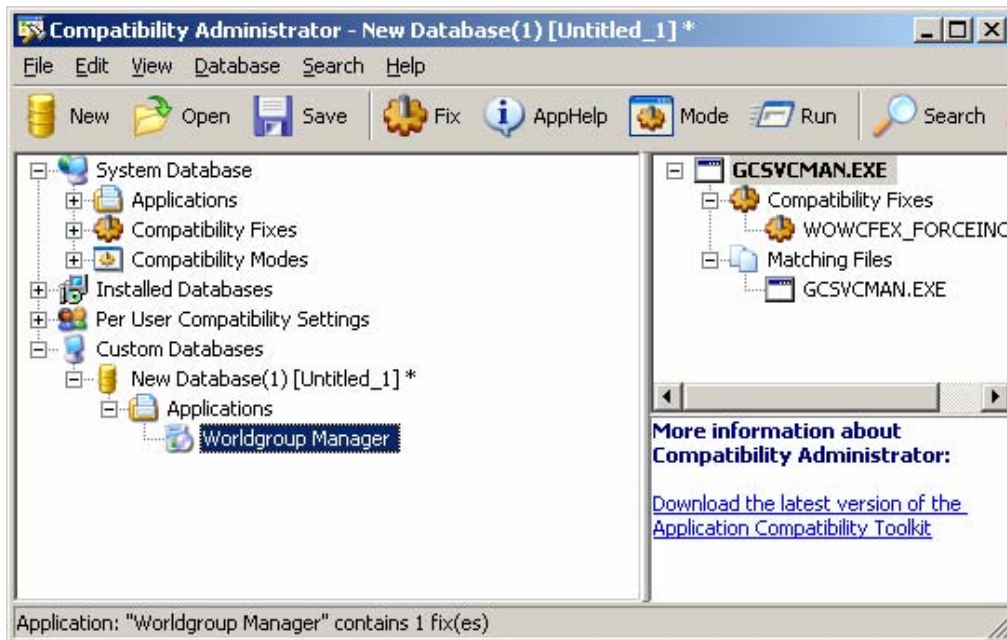 Compatibility Administrator - New Database(1) [Untitled_1] *
File Edit View Database Search Help
New Open Save Fix AppHelp Mode Run Search
System Database
Applications
Compatibility Fixes
Compatibility Modes
Installed Databases
Per User Compatibility Settings
Custom Databases
New Database(1) [Untitled_1] *
Applications
Worldgroup Manager
GCSVCMAN.EXE
Compatibility Fixes
WOWCFEX_FORCEINC
Matching Files
GCSVCMAN.EXE
More information about
Compatibility Administrator:
Download the latest version of the
Application Compatibility Toolkit
Application: "Worldgroup Manager" contains 1 fix(es)